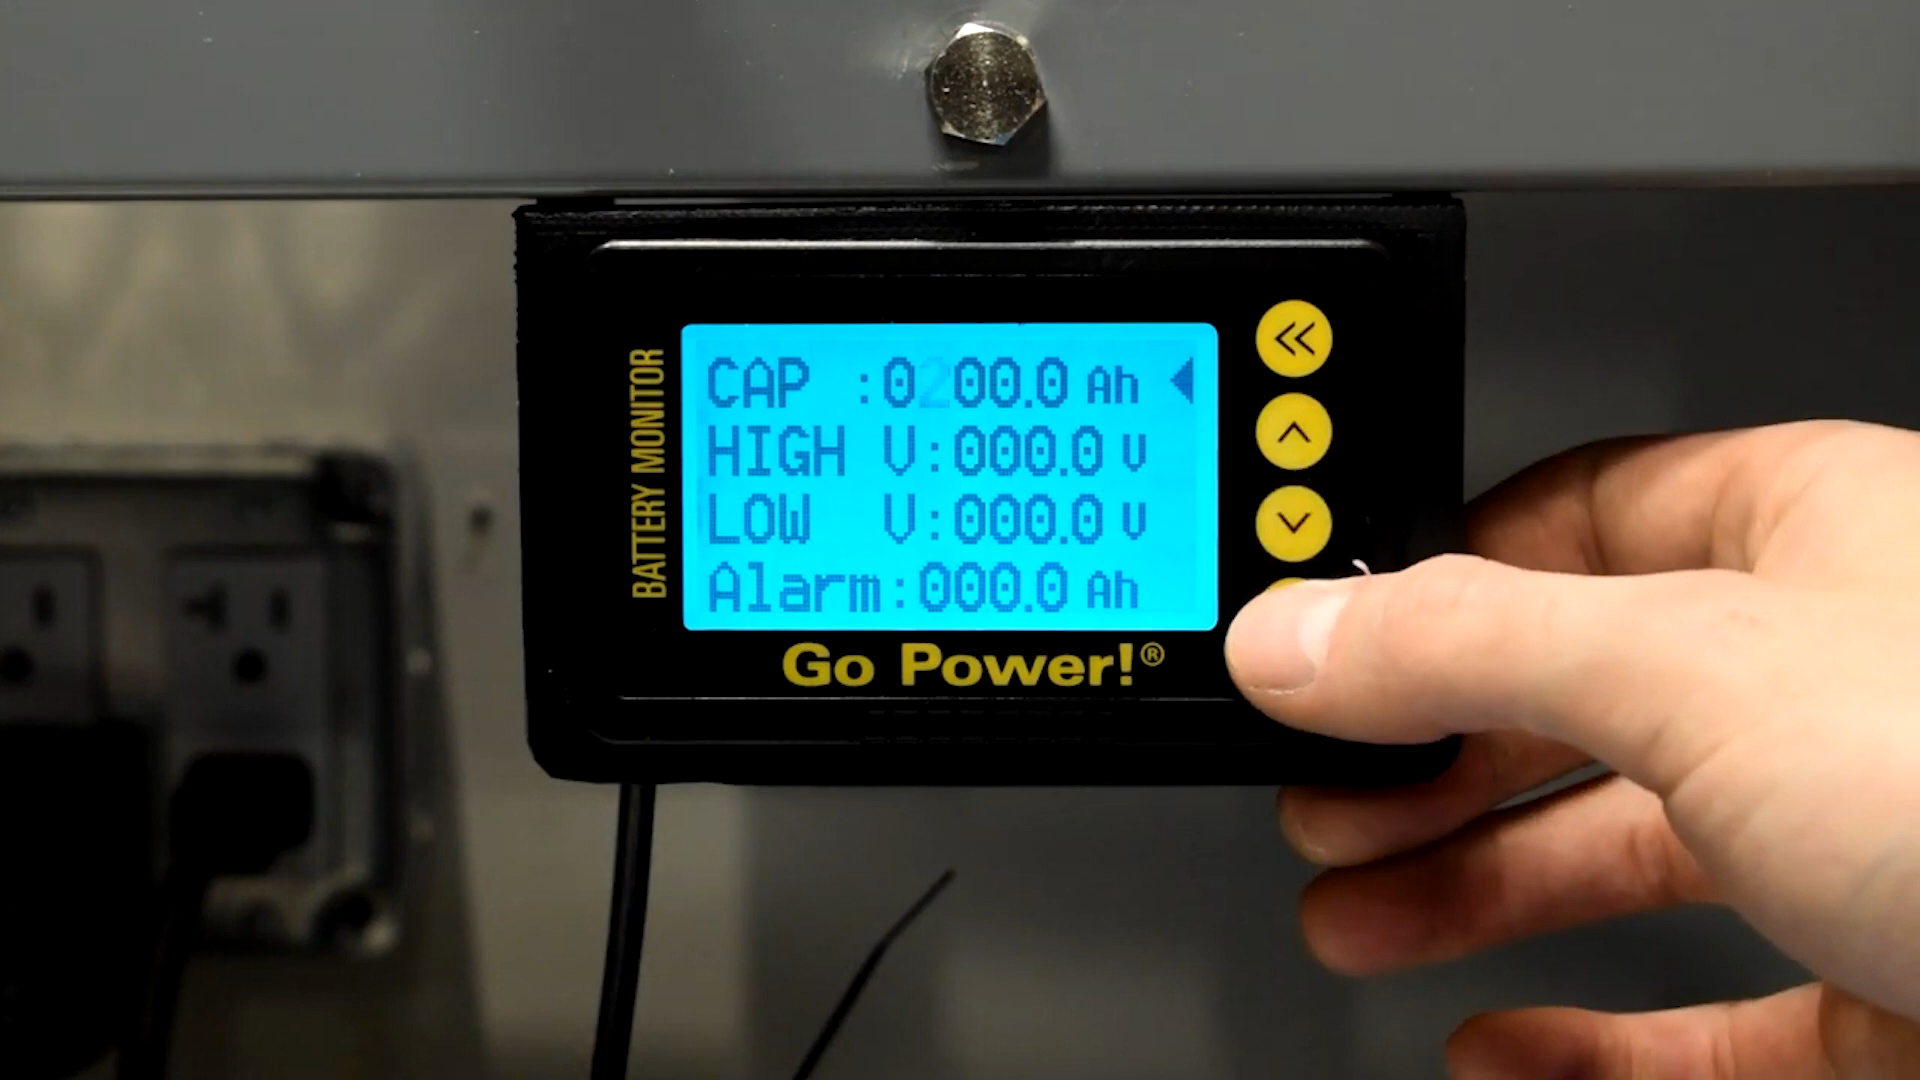 BATTERY MONITOR
CAP :0200.0 Ah ◀
HIGH V:000.0 V
LOW V:000.0 V
Alarm:000.0 Ah
Go Power!®